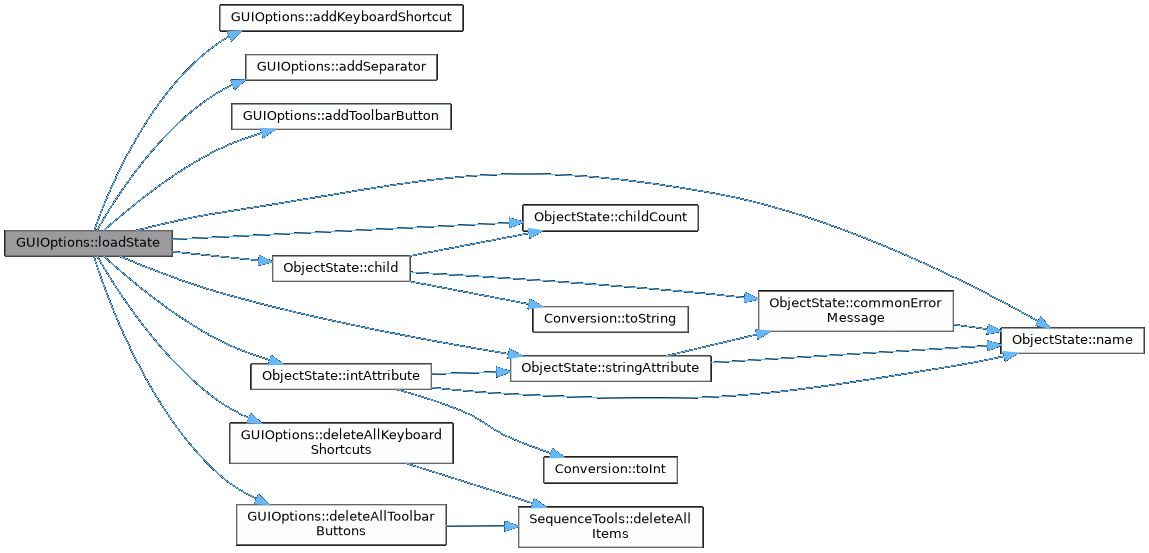 GUIOptions::addKeyboardShortcut
GUIOptions::addSeparator
GUIOptions::addToolbarButton
GUIOptions::loadState
ObjectState::childCount
ObjectState::child
ObjectState::commonError
Message
Conversion::toString
ObjectState::name
ObjectState::stringAttribute
ObjectState::intAttribute
GUIOptions::deleteAllKeyboard
Shortcuts
Conversion::toInt
GUIOptions::deleteAllToolbar
Buttons
SequenceTools::deleteAll
Items